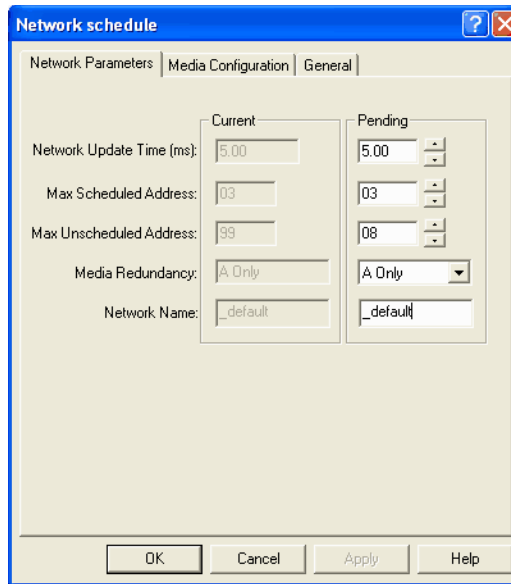 Network schedule
Network Parameters Media Configuration General
Current Pending
Network Update Time (ms): 5.00 5.00
Max Scheduled Address: 03 03
Max Unscheduled Address: 99 08
Media Redundancy: A Only A Only
Network Name: _default _default
OK Cancel Apply Help